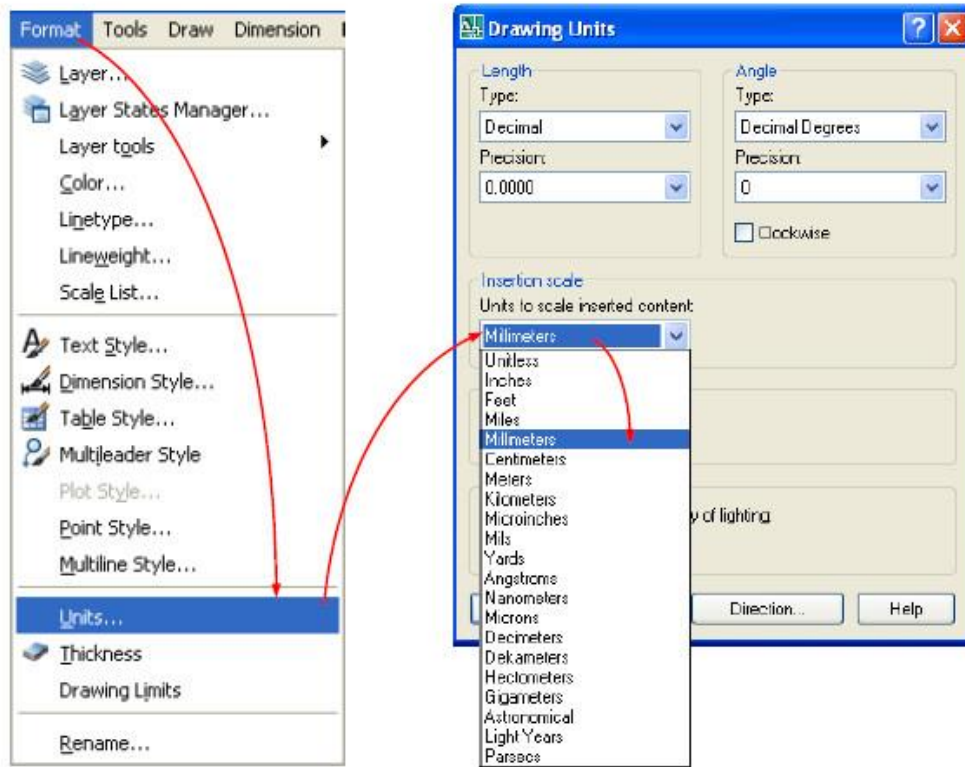 Format Tools Draw Dimension
Layer...
Layer States Manager...
Layer tools
Color...
Linetype...
Lineweight...
Scale List...
Text Style...
Dimension Style...
Table Style...
Multileader Style
Plot Style...
Point Style...
Multiline Style...
Units...
Thickness
Drawing Limits
Rename...
Drawing Units
Length
Type:
Decimal
Precision:
0.0000
Angle
Type:
Decimal Degrees
Precision:
0
Clockwise
Insertion scale
Units to scale inserted content:
Millimeters
Unitless
Inches
Feet
Miles
Millimeters
Centimeters
Meters
Kilometers
Microinches
Mils
Yards
Angstroms
Nanometers
Microns
Decimeters
Dekameters
Hectometers
Gigameters
Astronomical
Light Years
Parsecs
y of lighting:
Direction...
Help